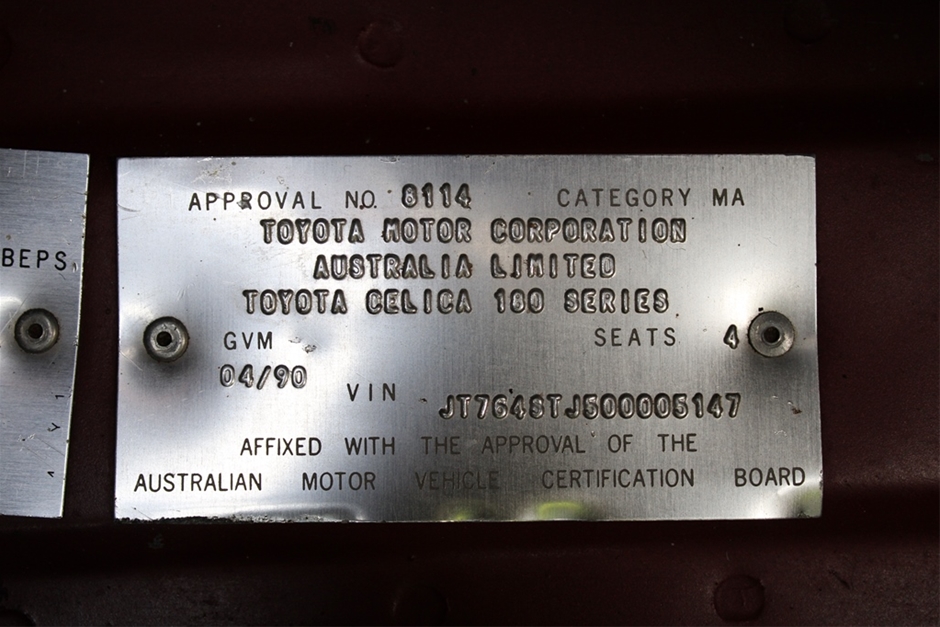 BEPS
APPROVAL NO. 8114 CATEGORY MA
TOYOTA MOTOR CORPORATION
AUSTRALIA LIMITED
TOYOTA CELICA 180 SERIES
GVM SEATS 4
04/90
VIN JT764STJ500005147
AFFIXED WITH THE APPROVAL OF THE
AUSTRALIAN MOTOR VEHICLE CERTIFICATION BOARD